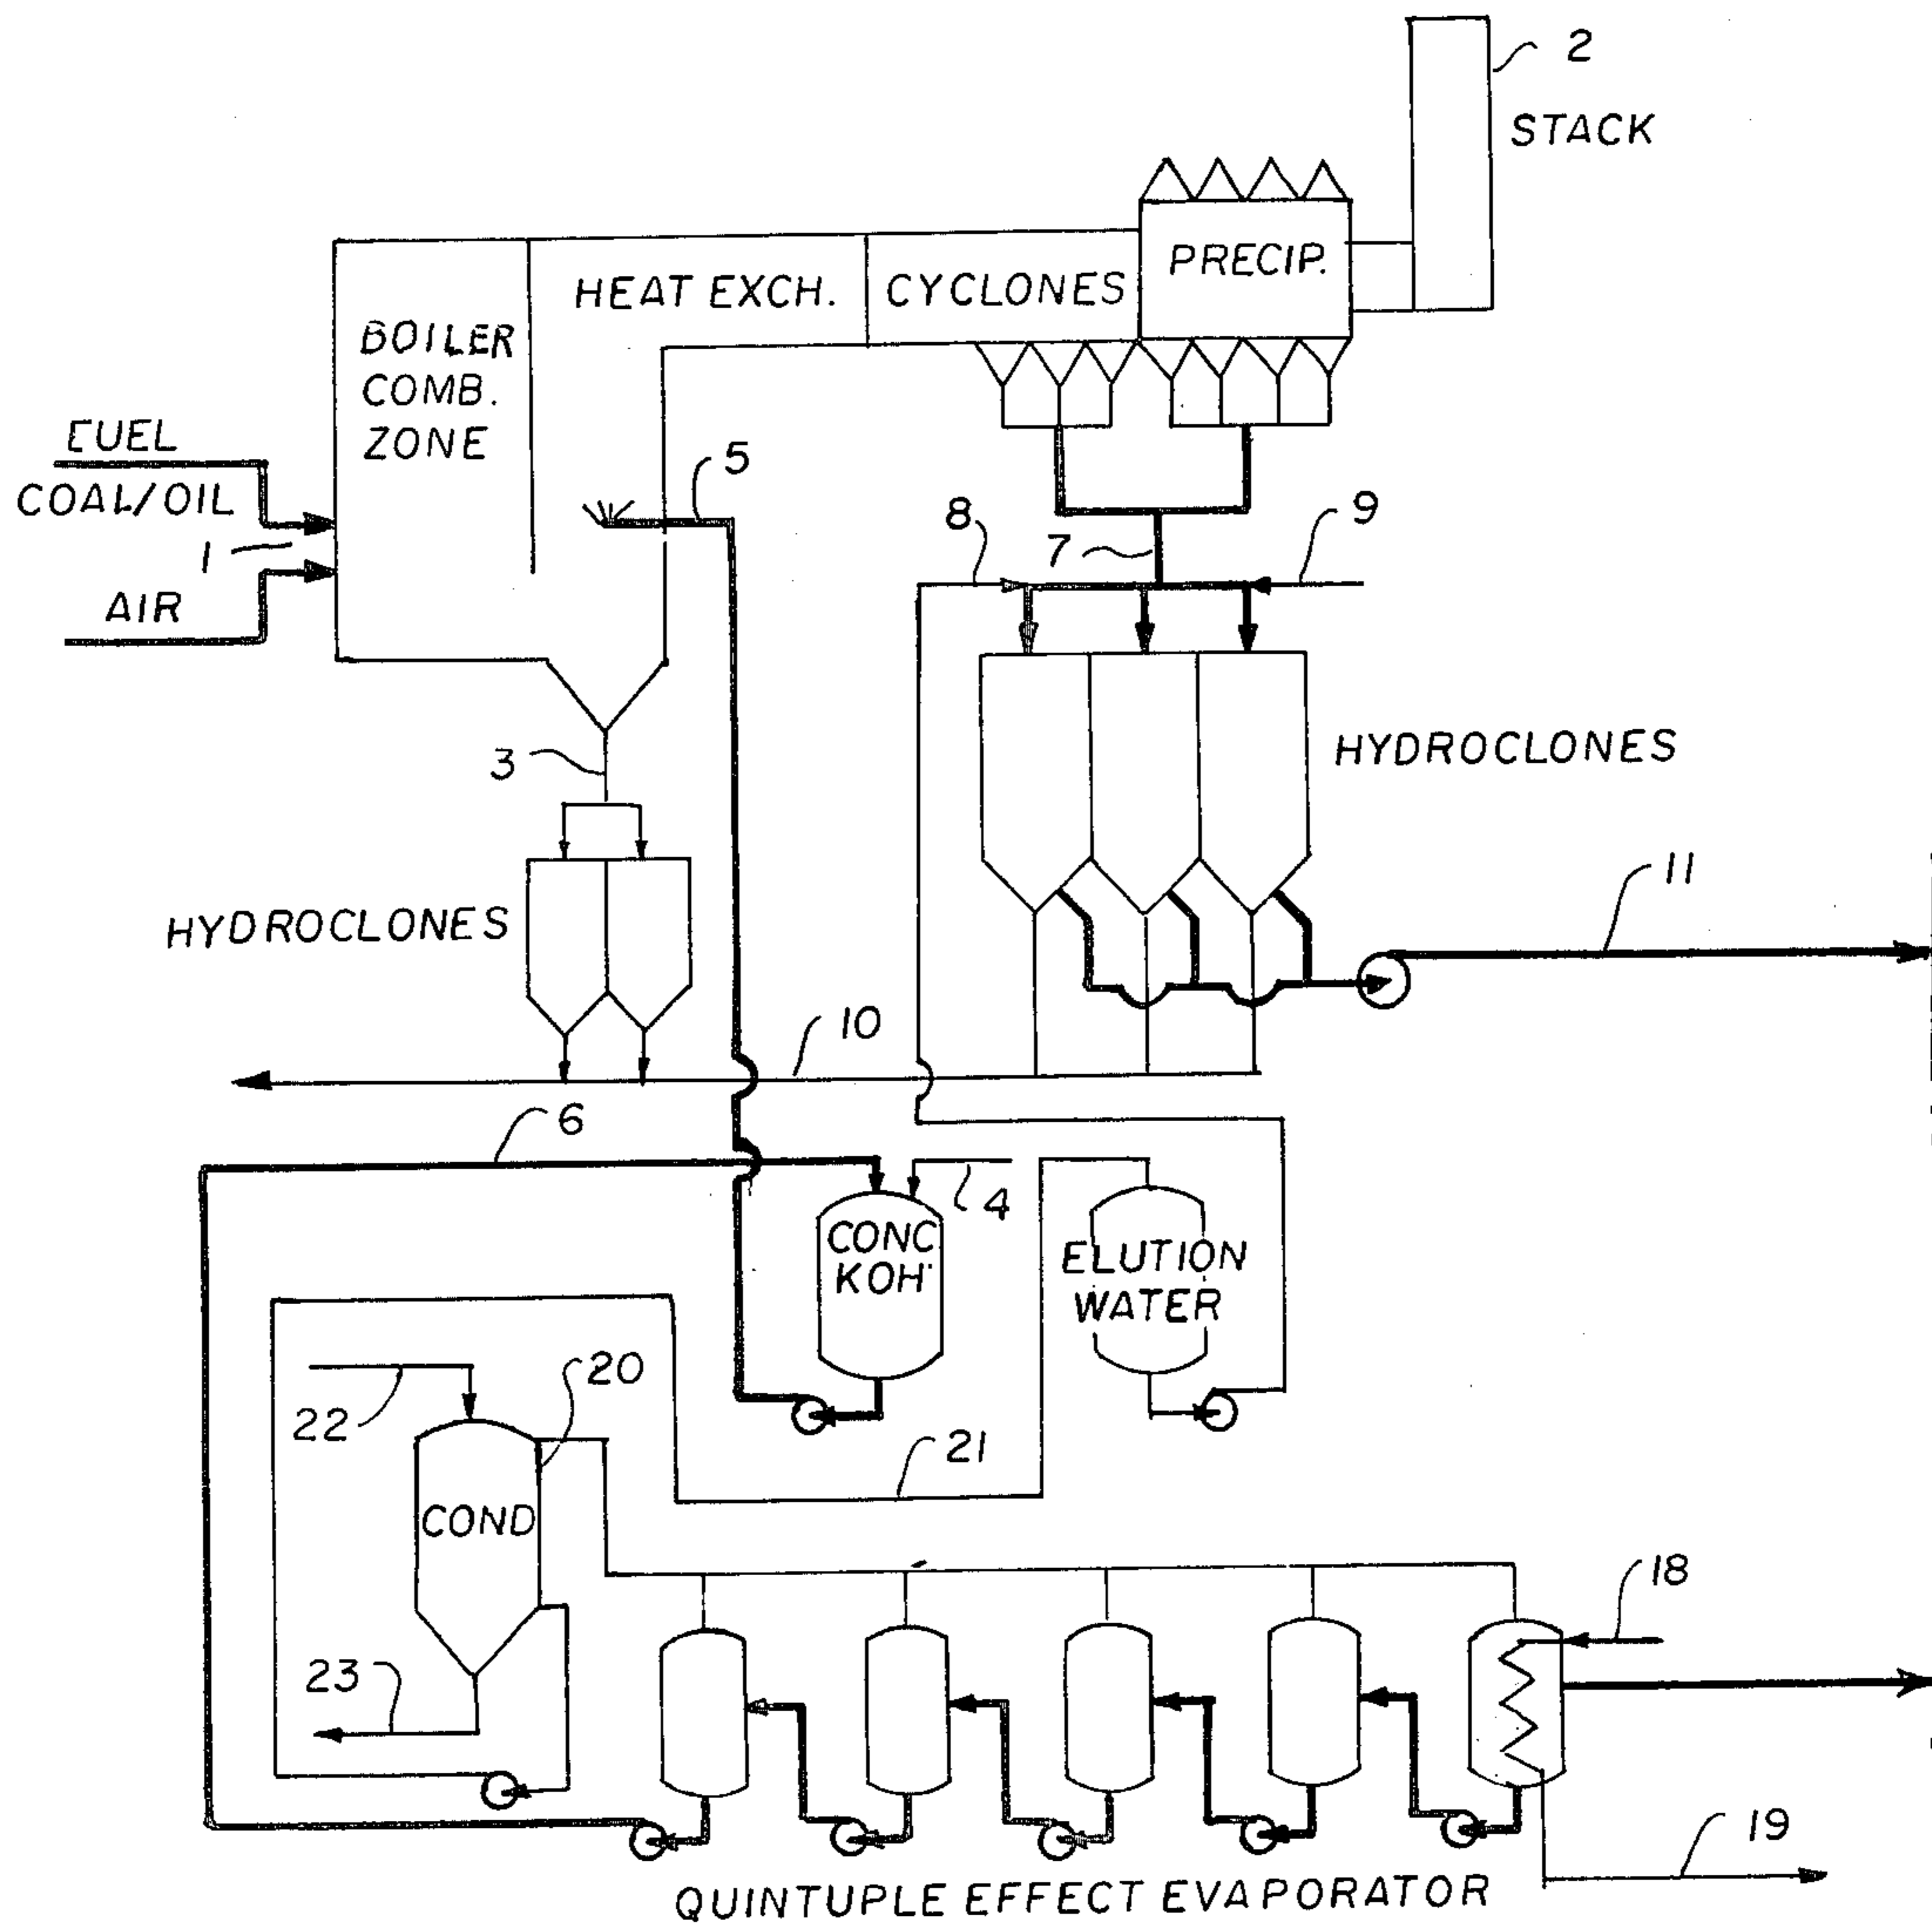 2
STACK
PRECIP.
HEAT EXCH.
CYCLONES
BOILER
COMB.
ZONE
FUEL
COAL/OIL
1
AIR
5
8
9
7
3
HYDROCLONES
HYDROCLONES
11
10
6
4
CONC
KOH
ELUTION
WATER
20
22
21
COND
18
23
19
QUINTUPLE EFFECT EVAPORATOR